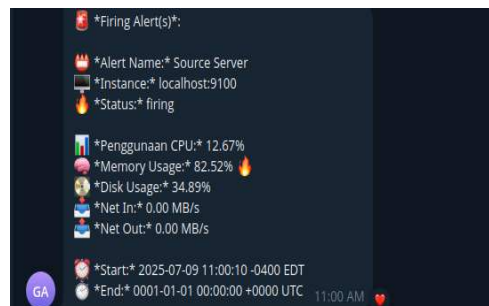 🚨 *Firing Alert(s)*:
📛 *Alert Name:* Source Server
🖥️ *Instance:* localhost:9100
🔥 *Status:* firing
📊 *Penggunaan CPU:* 12.67%
🧠 *Memory Usage:* 82.52% 🔥
💽 *Disk Usage:* 34.89%
📥 *Net In:* 0.00 MB/s
📤 *Net Out:* 0.00 MB/s
⏰ *Start:* 2025-07-09 11:00:10 -0400 EDT
⏱️ *End:* 0001-01-01 00:00:00 +0000 UTC 11:00 AM
GA